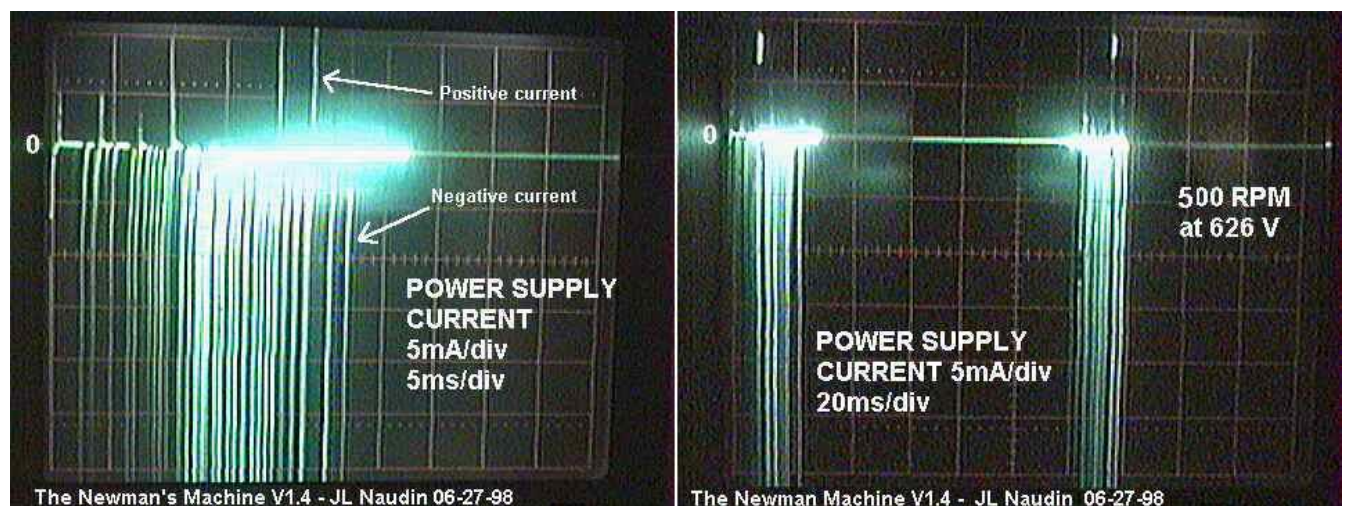 Positive current
0
Negative current
POWER SUPPLY
CURRENT
5mA/div
5ms/div
The Newman's Machine V1.4 - JL Naudin 06-27-98
0
500 RPM
at 626 V
POWER SUPPLY
CURRENT 5mA/div
20ms/div
The Newman Machine V1.4 - JL Naudin 06-27-98